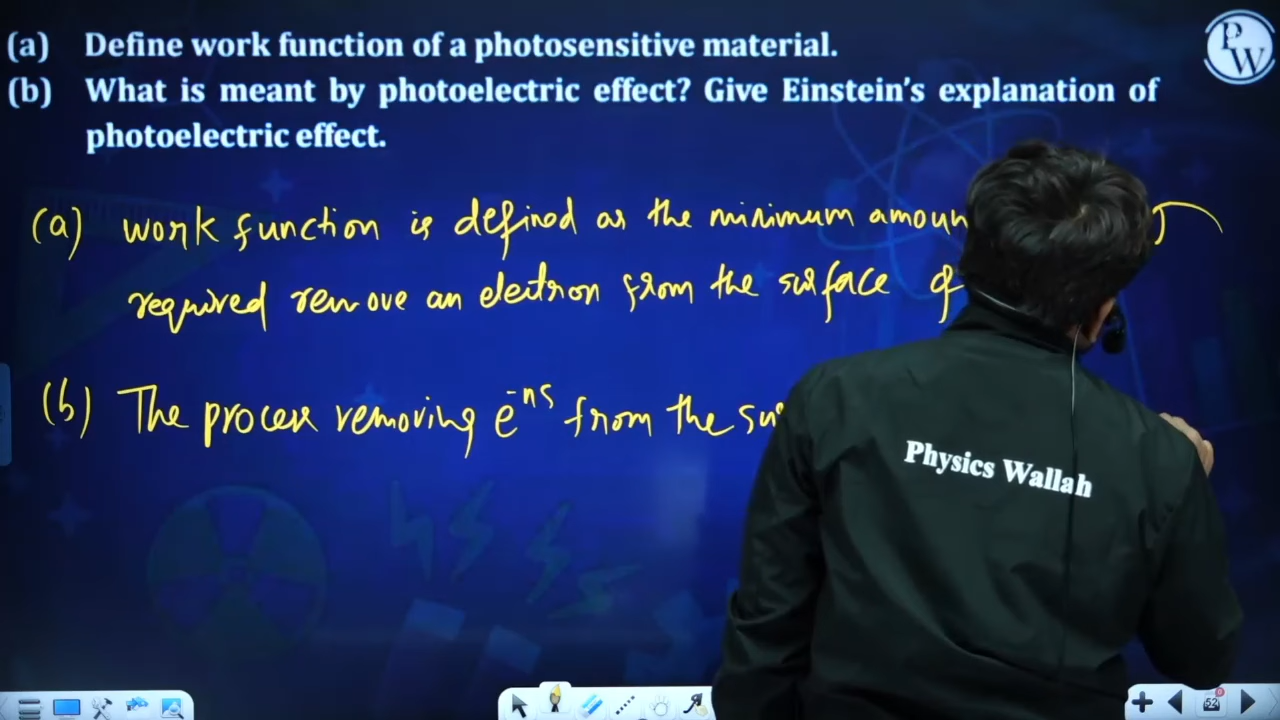 (a) Define work function of a photosensitive material.
(b) What is meant by photoelectric effect? Give Einstein's explanation of
photoelectric effect.
PW
(a) work function is defined as the minimum
required remove an electron from the surface of
(b) The process removing e⁻ns from the
Physics Wallah
52